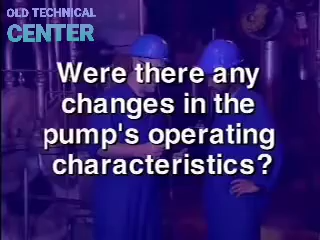 OLD TECHNICAL
CENTER
Were there any
changes in the
pump's operating
characteristics?